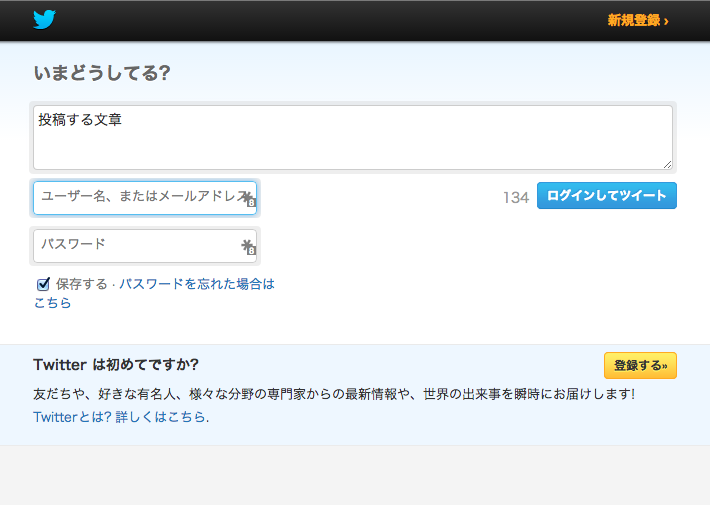 新規登録 ›
いまどうしてる?
投稿する文章
ユーザー名、またはメールアドレス
8
134
ログインしてツイート
パスワード
8
保存する · パスワードを忘れた場合は
こちら
Twitter は初めてですか?
登録する»
友だちや、好きな有名人、様々な分野の専門家からの最新情報や、世界の出来事を瞬時にお届けします!
Twitterとは? 詳しくはこちら.